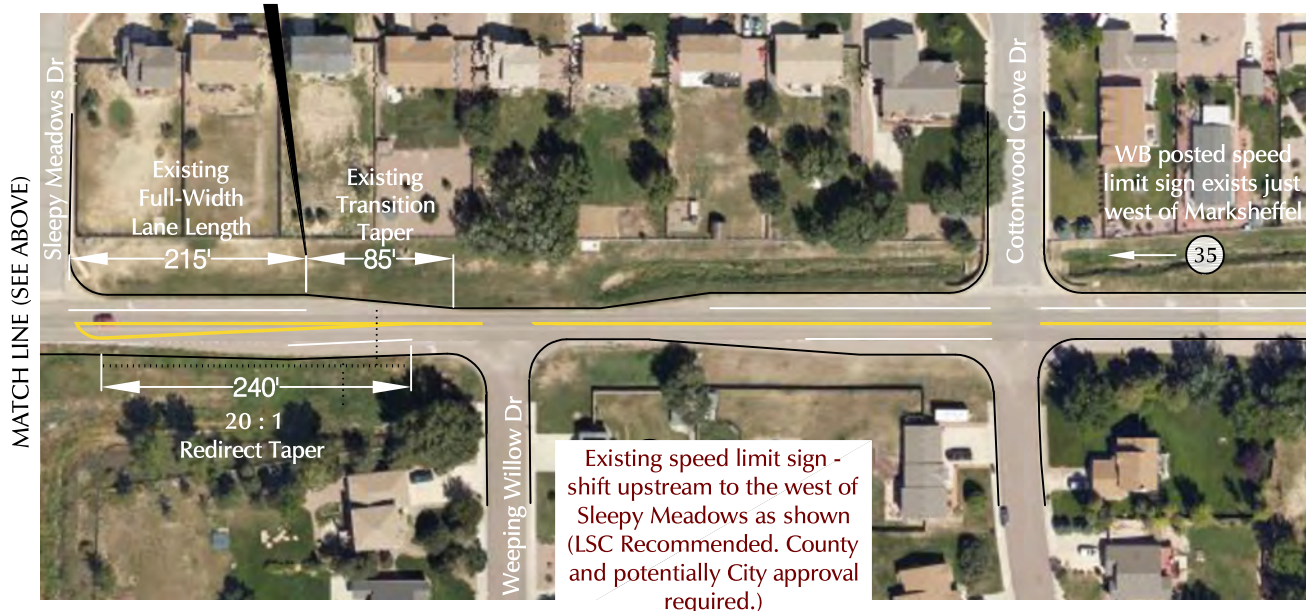 MATCH LINE (SEE ABOVE)
Sleepy Meadows Dr
Existing
Full-Width
Lane Length
215'
Existing
Transition
Taper
85'
Cottonwood Grove Dr
WB posted speed
limit sign exists just
west of Marksheffel
35
240'
20 : 1
Redirect Taper
Weeping Willow Dr
Existing speed limit sign -
shift upstream to the west of
Sleepy Meadows as shown
(LSC Recommended. County
and potentially City approval
required.)